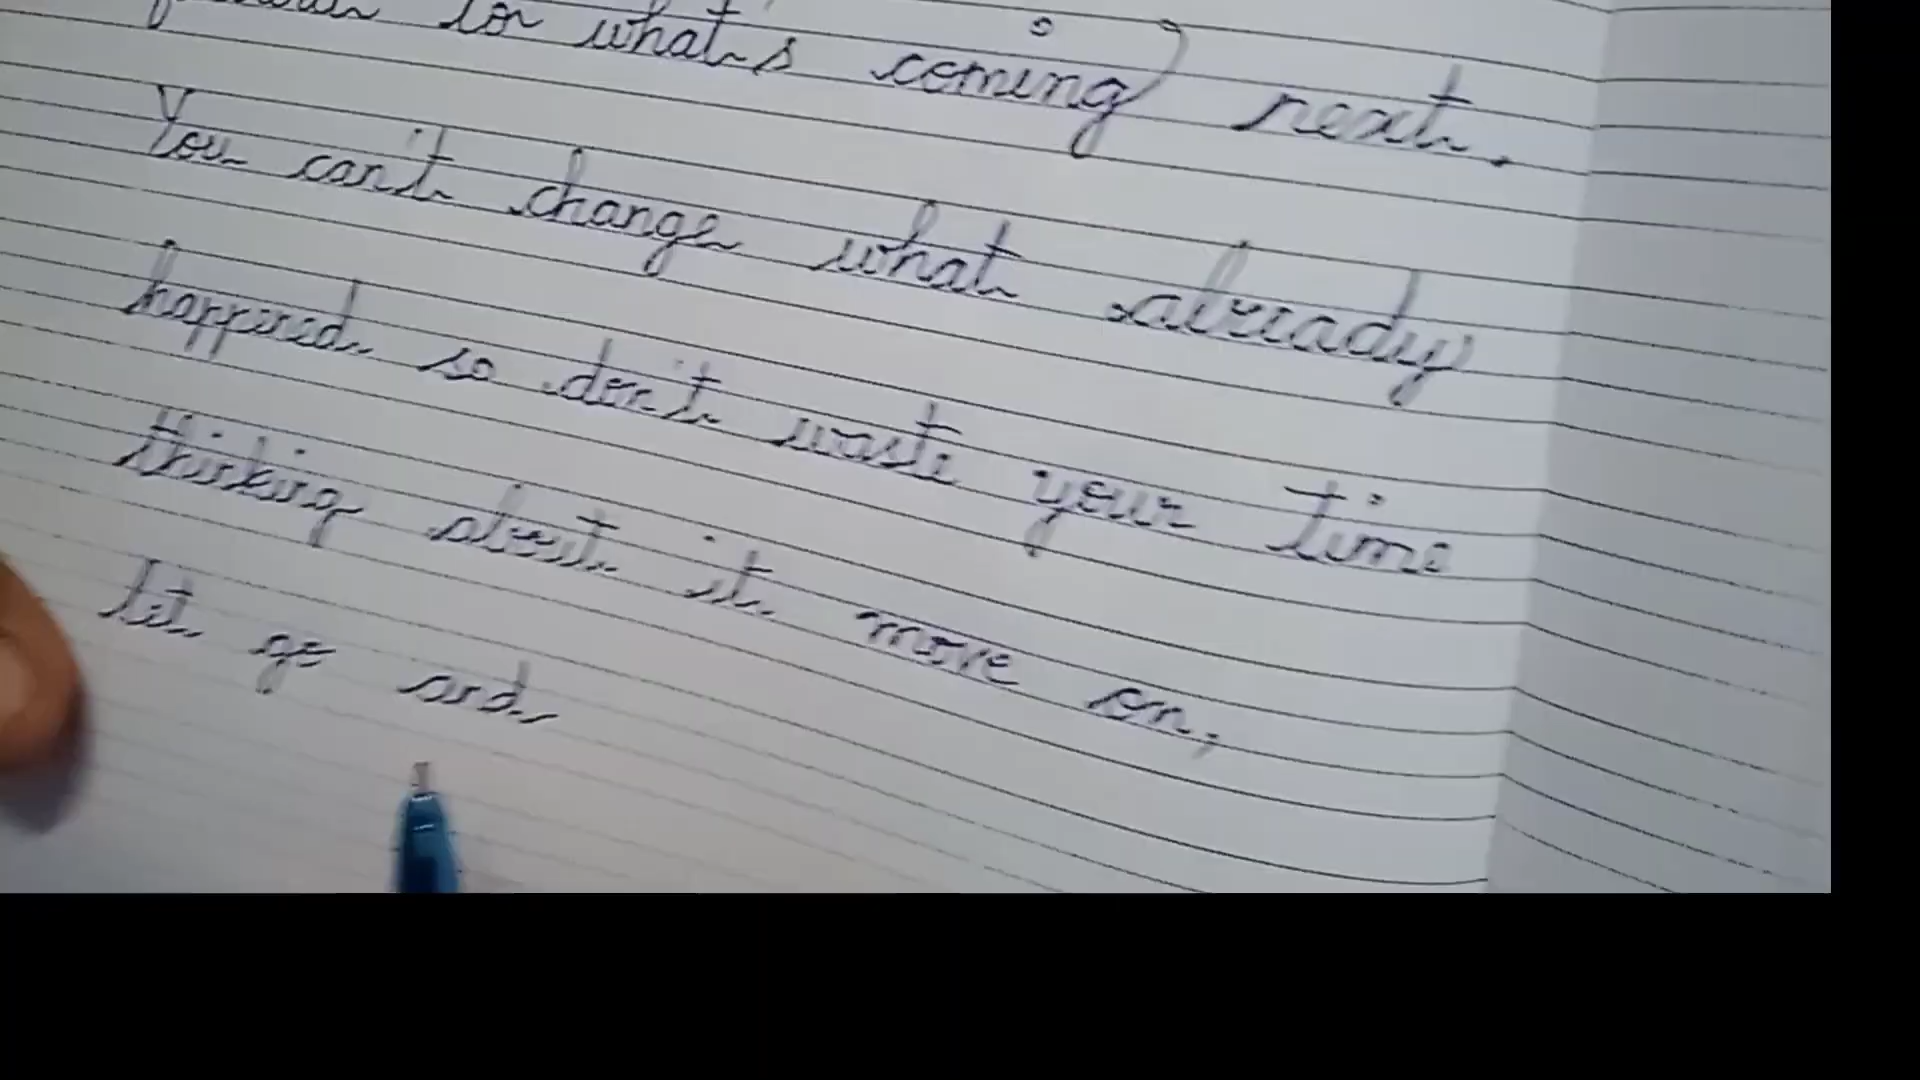 to what's coming next.
You can't change what already
happened so don't waste your time
thinking about it move on,
let go and